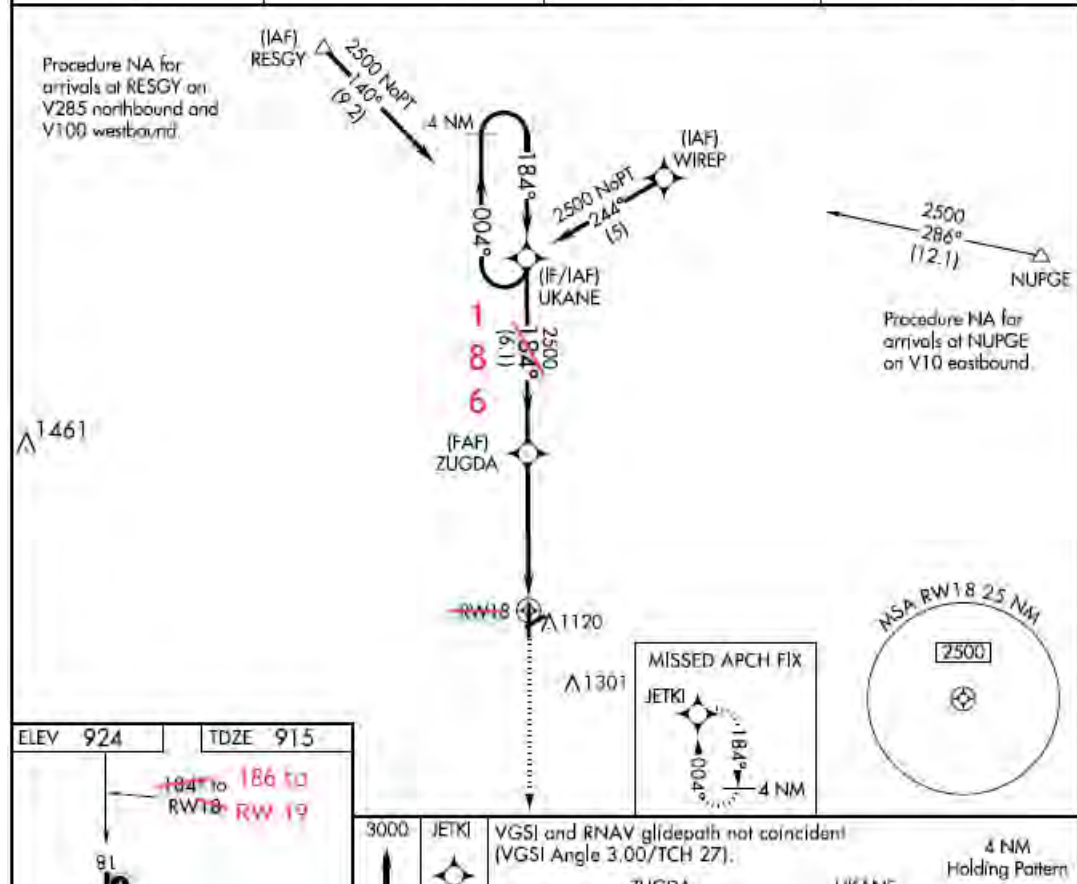 (IAF)
RESGY
2500 NoPT
140°
(9.2)
Procedure NA for
arrivals at RESGY on
V285 northbound and
V100 westbound.
4 NM
184°
004°
(IAF)
WIREP
2500 NoPT
244°
(5)
2500
286°
(12.1)
NUPGE
Procedure NA for
arrivals at NUPGE
on V10 eastbound.
(IF/IAF)
UKANE
1
8
6
2500
184°
(6.1)
1461
(FAF)
ZUGDA
RW18
1120
1301
MISSED APCH FIX
JETKI
184°
004°
4 NM
MSA RW18 25 NM
2500
ELEV 924
TDZE 915
184° to 186 to
RW18 RW 19
18
3000
JETKI
VGSI and RNAV glidepath not coincident
(VGSI Angle 3.00/TCH 27).
4 NM
Holding Pattern
ZUGDA
UKANE